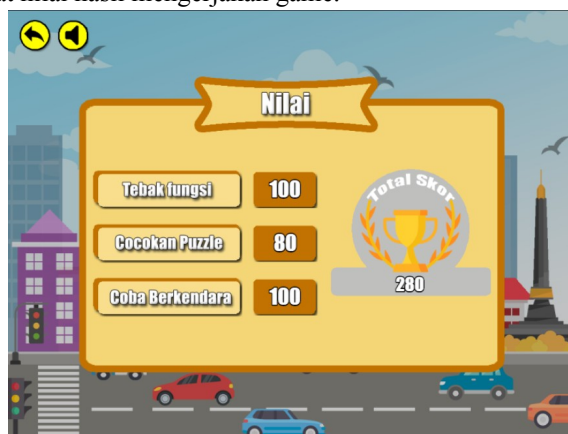 Nilai
Tebak fungsi 100
Cocokan Puzzle 80
Coba Berkendara 100
Total Skor
280